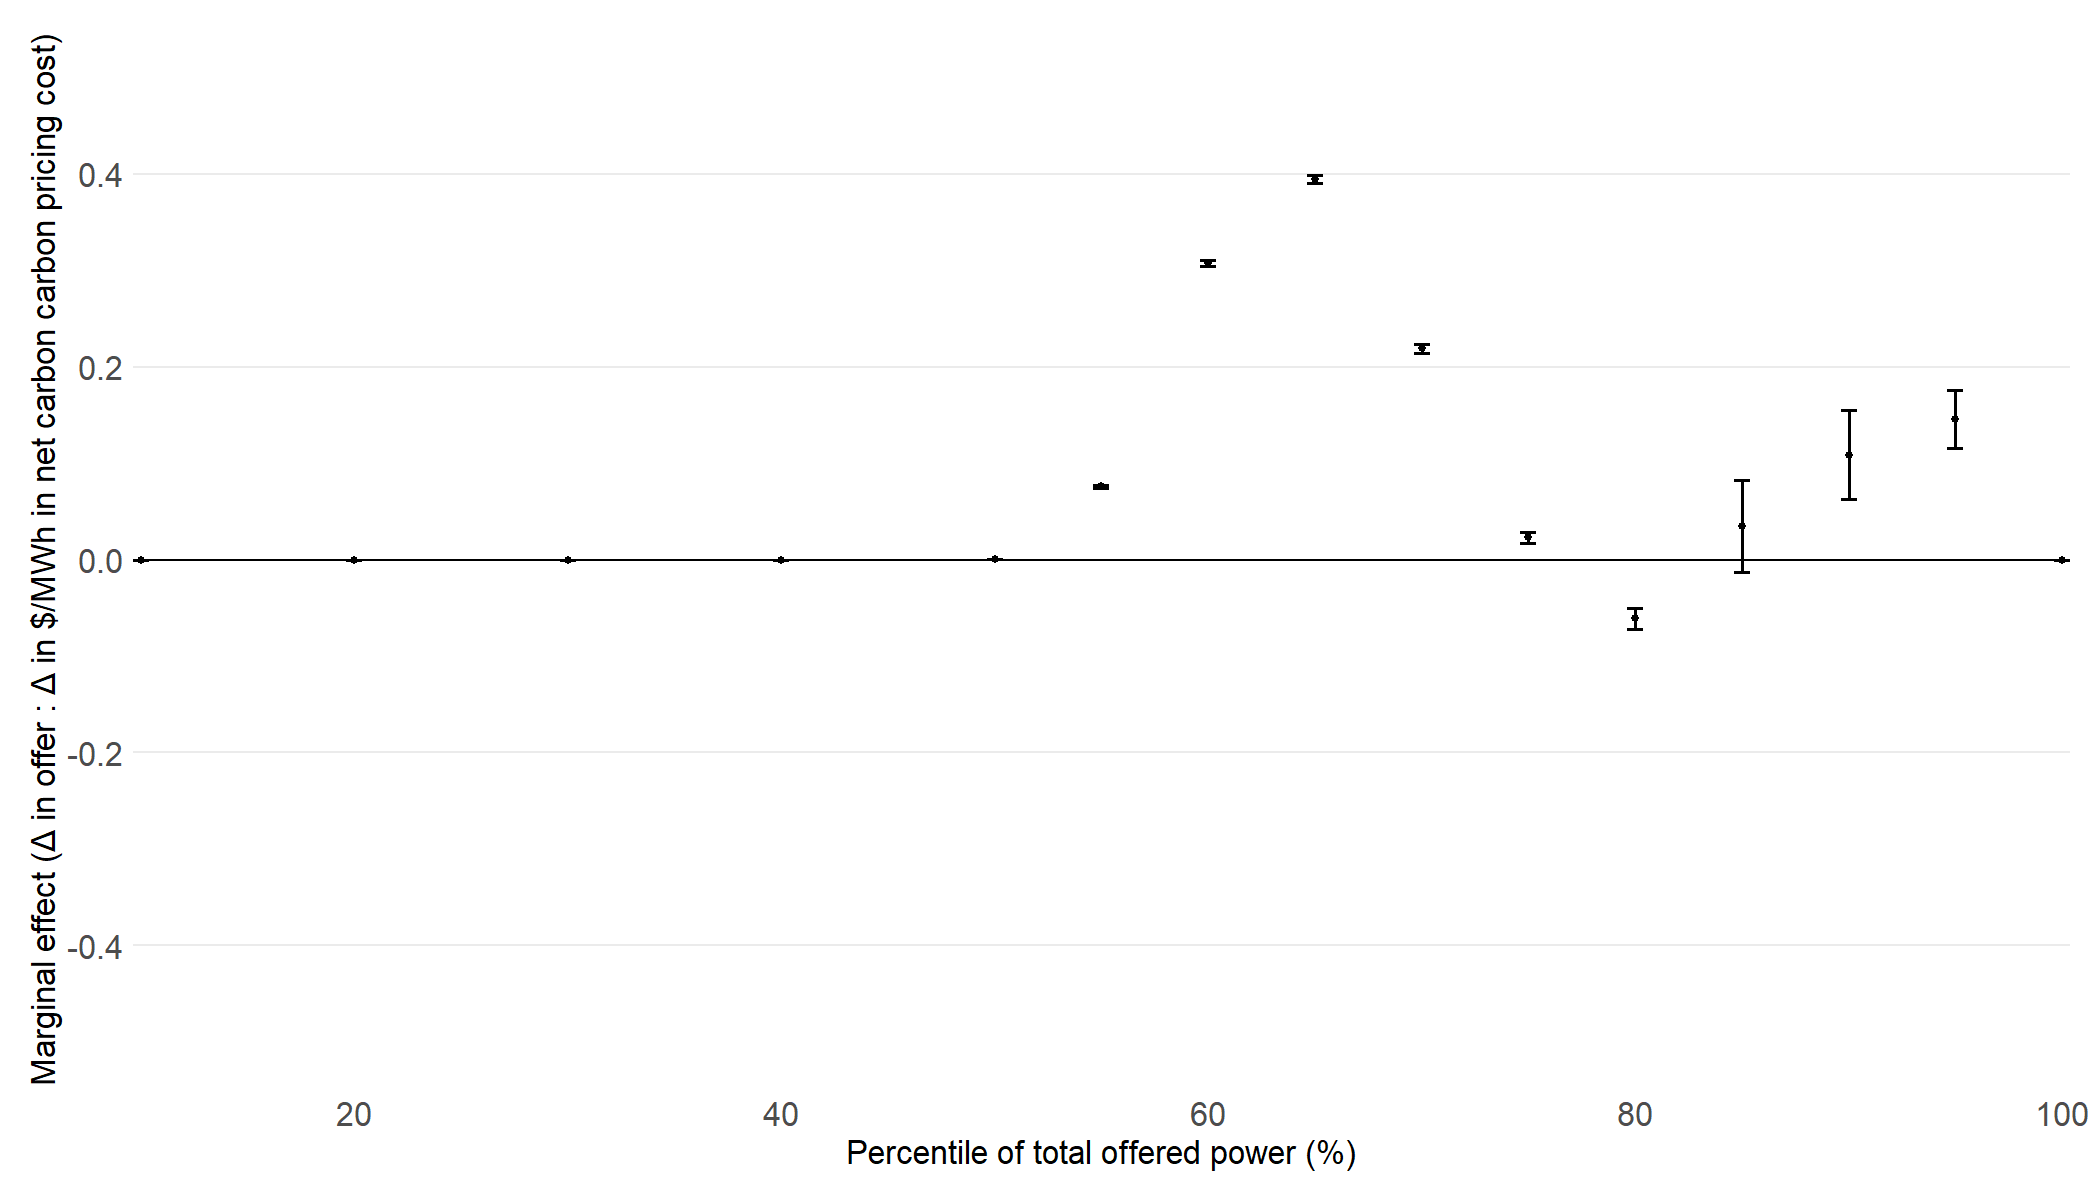 Marginal effect (Δ in offer : Δ in $/MWh in net carbon carbon pricing cost)
0.4
0.2
0.0
-0.2
-0.4
20 40 60 80 100
Percentile of total offered power (%)